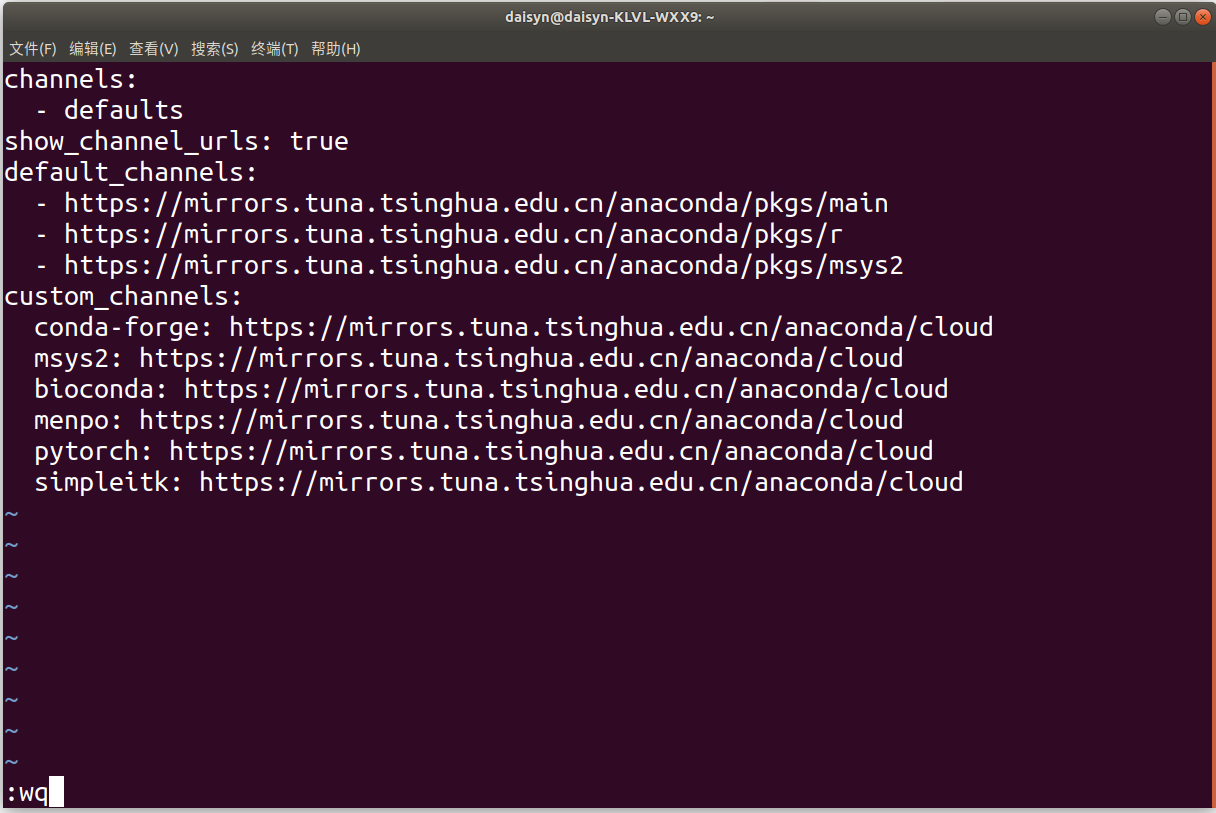 daisyn@daisyn-KLVL-WXX9: ~
文件(F) 编辑(E) 查看(V) 搜索(S) 终端(T) 帮助(H)
channels:
  - defaults
show_channel_urls: true
default_channels:
  - https://mirrors.tuna.tsinghua.edu.cn/anaconda/pkgs/main
  - https://mirrors.tuna.tsinghua.edu.cn/anaconda/pkgs/r
  - https://mirrors.tuna.tsinghua.edu.cn/anaconda/pkgs/msys2
custom_channels:
  conda-forge: https://mirrors.tuna.tsinghua.edu.cn/anaconda/cloud
  msys2: https://mirrors.tuna.tsinghua.edu.cn/anaconda/cloud
  bioconda: https://mirrors.tuna.tsinghua.edu.cn/anaconda/cloud
  menpo: https://mirrors.tuna.tsinghua.edu.cn/anaconda/cloud
  pytorch: https://mirrors.tuna.tsinghua.edu.cn/anaconda/cloud
  simpleitk: https://mirrors.tuna.tsinghua.edu.cn/anaconda/cloud
~
~
~
~
~
~
~
~
~
:wq